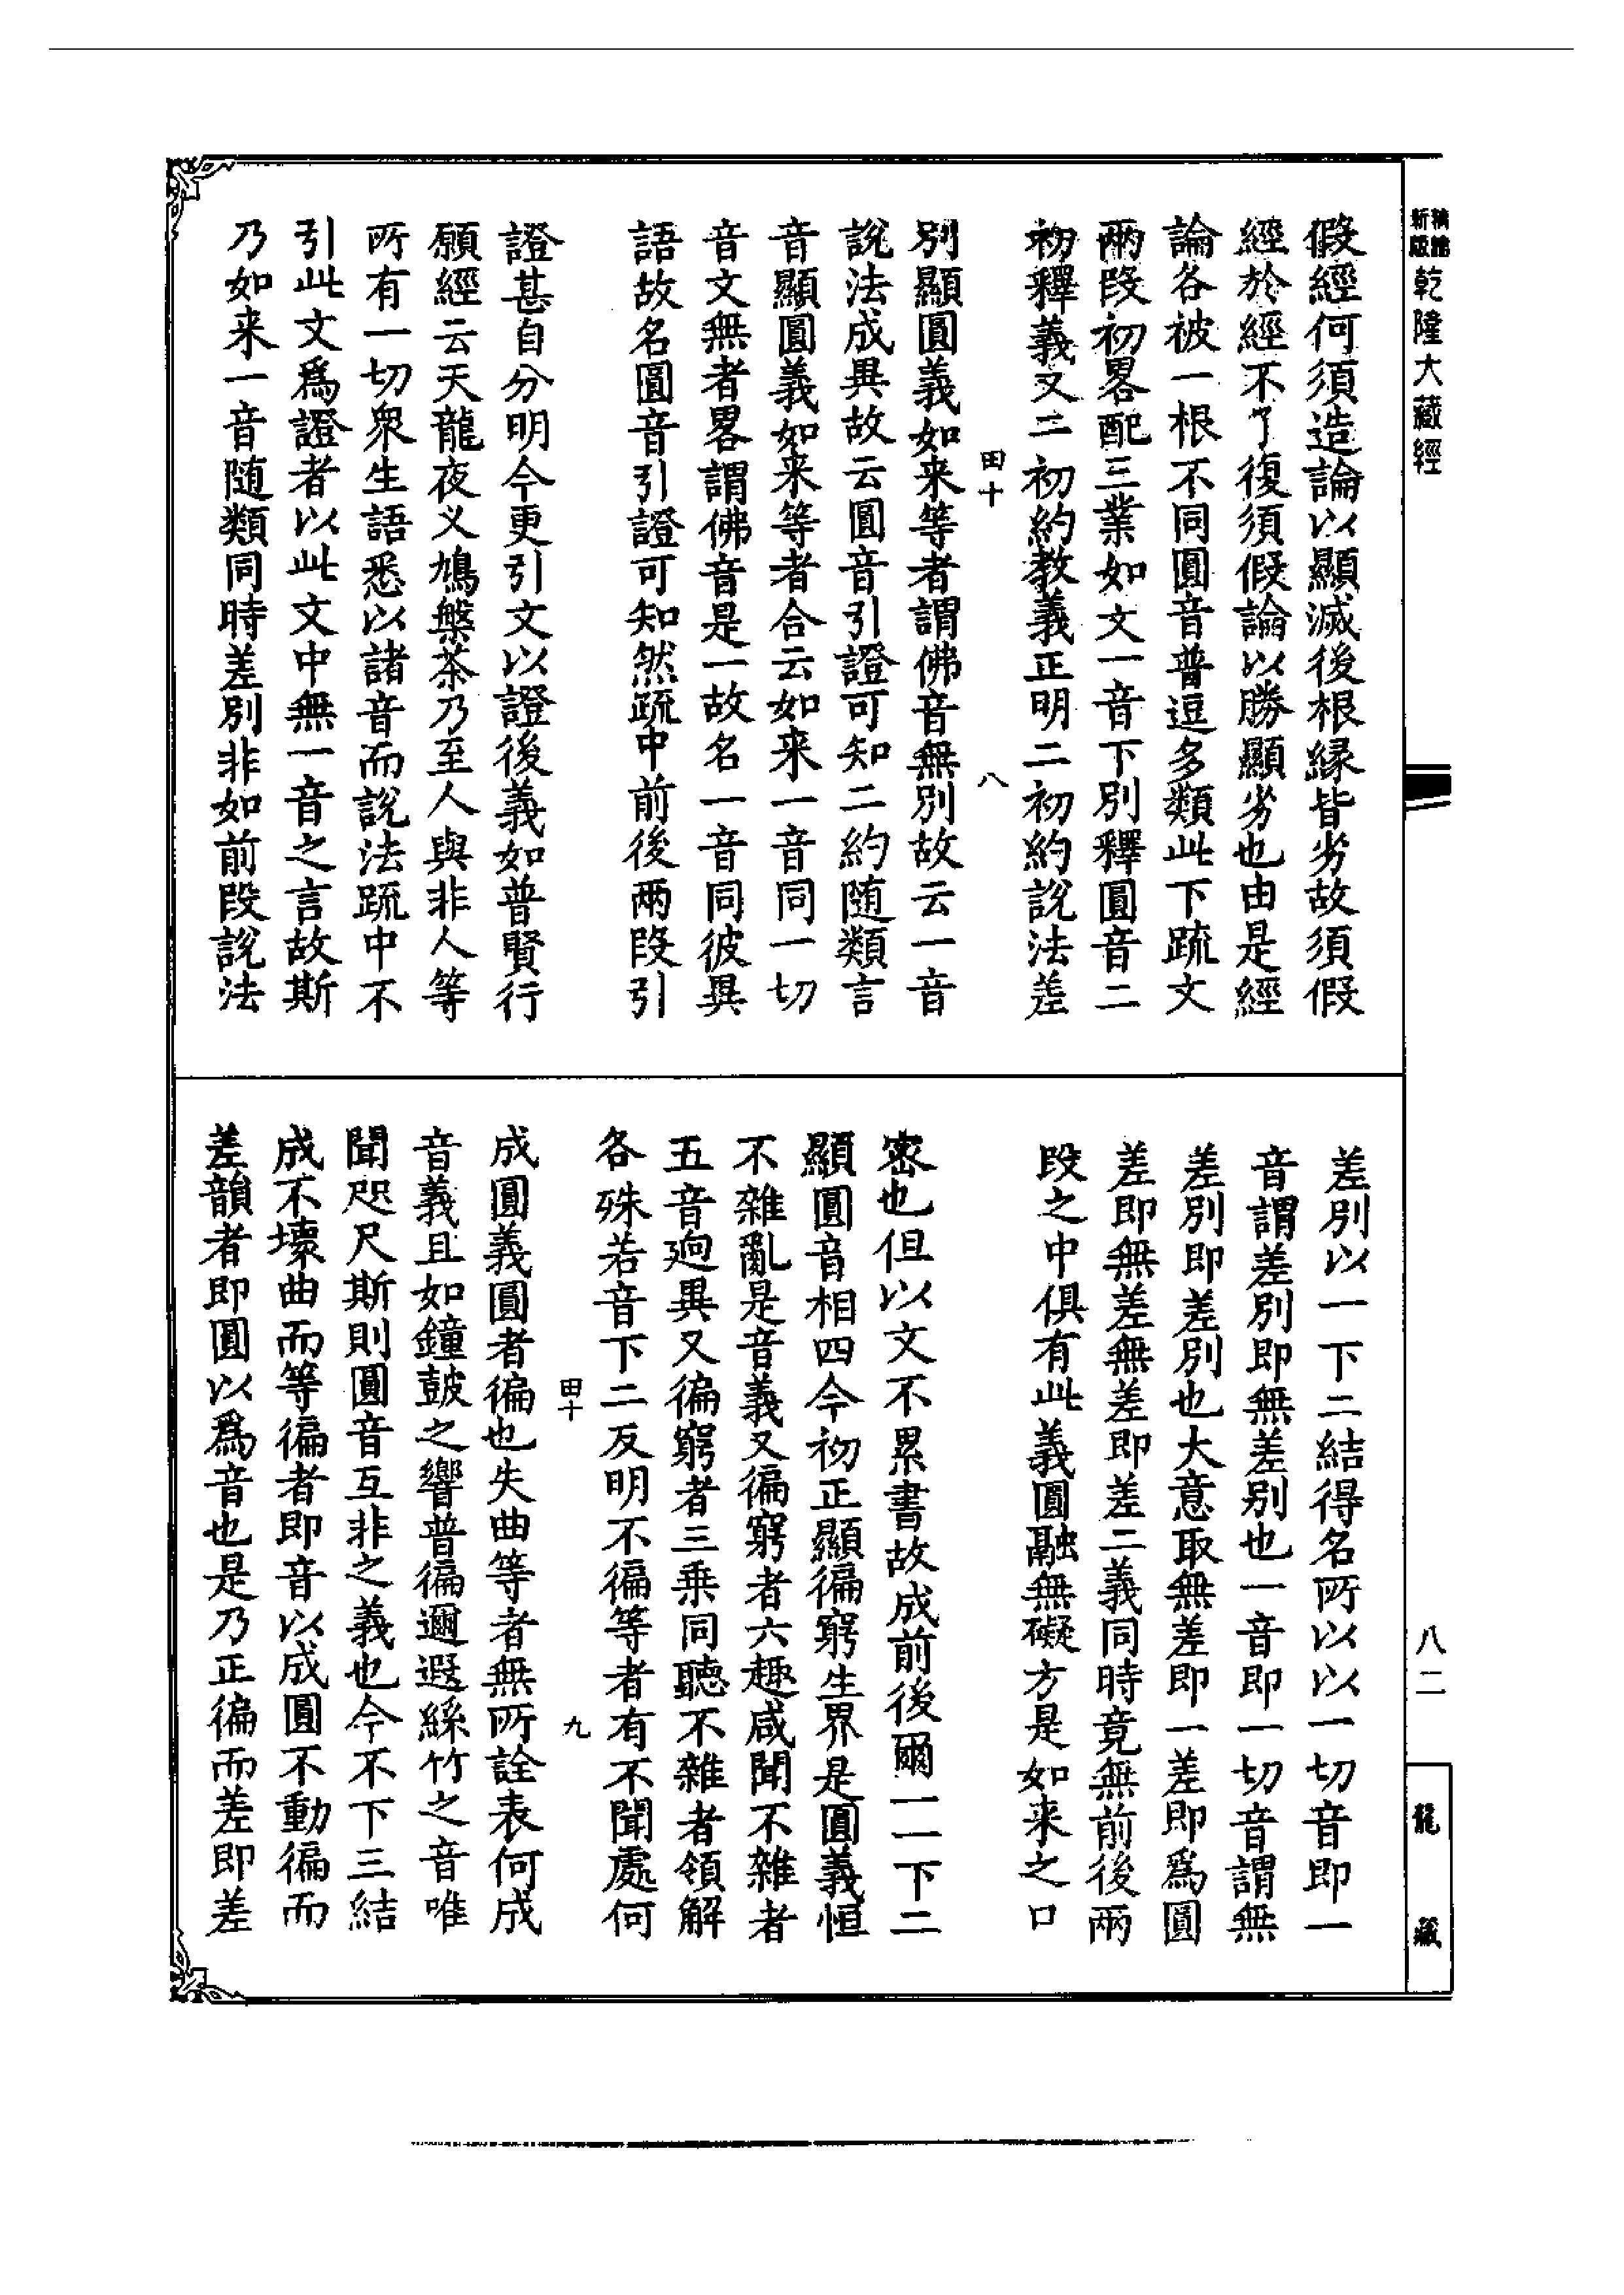 新版
精縮
乾隆大藏經
假經何須造論以顯滅後根緣皆劣故須假
經於經不了復須假論以勝顯劣也由是經
論各被一根不同圓音普逗多類此下疏文
兩段初畧配三業如文一音下別釋圓音二
初釋義又二初約教義正明二初約說法差
田十
八
別顯圓義如来等者謂佛音無別故云一音
說法成異故云圓音引證可知二約随類言
音顯圓義如来等者合云如来一音同一切
音文無者畧謂佛音是一故名一音同彼異
語故名圓音引證可知然疏中前後兩段引
證甚自分明今更引文以證後義如普賢行
願經云天龍夜义鳩槃茶乃至人與非人等
所有一切衆生語悉以諸音而說法疏中不
引此文爲證者以此文中無一音之言故斯
乃如来一音随類同時差別非如前段說法
差別以一下二結得名所以以一切音即一
音謂差別即無差别也一音即一切音謂無
差別即差別也大意取無差即一差即爲圓
差即無差無差即差二義同時竟無前後兩
段之中俱有此義圓融無礙方是如来之口
密也但以文不累書故成前後爾一一下二
顯圓音相四今初正顯徧窮生界是圓義恒
不雜亂是音義又徧窮者六趣咸聞不雜者
五音逈異又徧窮者三乘同聽不雜者領解
各殊若音下二反明不徧等者有不聞處何
田十
九
成圓義圓者徧也失曲等者無所詮表何成
音義且如鐘鼓之響普徧邇遐絲竹之音唯
聞咫尺斯則圓音互非之義也今不下三結
成不壞曲而等徧者即音以成圓不動徧而
差韻者即圓以爲音也是乃正徧而差即差
八二
龍藏